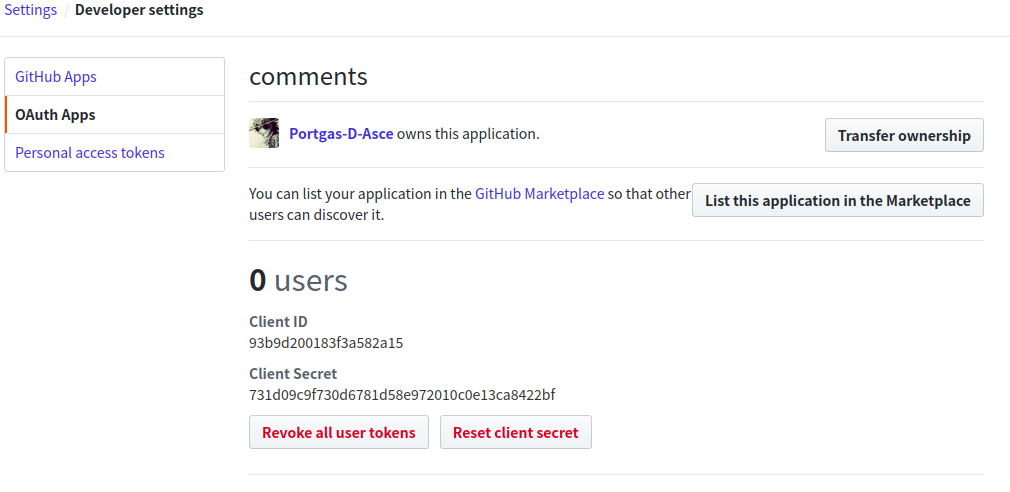 Settings / Developer settings
GitHub Apps
OAuth Apps
Personal access tokens
comments
Portgas-D-Asce owns this application.
Transfer ownership
You can list your application in the GitHub Marketplace so that other
users can discover it.
List this application in the Marketplace
0 users
Client ID
93b9d200183f3a582a15
Client Secret
731d09c9f730d6781d58e972010c0e13ca8422bf
Revoke all user tokens
Reset client secret